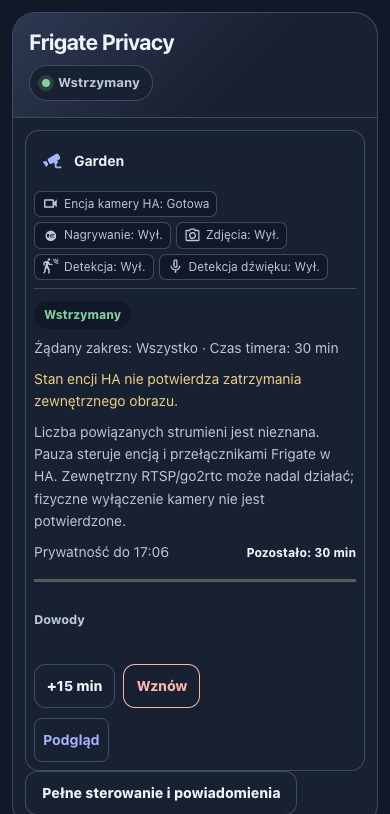 Frigate Privacy
Wstrzymany
Garden
Encja kamery HA: Gotowa
Nagrywanie: Wył.
Zdjęcia: Wył.
Detekcja: Wył.
Detekcja dźwięku: Wył.
Wstrzymany
Żądany zakres: Wszystko · Czas timera: 30 min
Stan encji HA nie potwierdza zatrzymania
zewnętrznego obrazu.
Liczba powiązanych strumieni jest nieznana.
Pauza steruje encją i przełącznikami Frigate w
HA. Zewnętrzny RTSP/go2rtc może nadal działać;
fizyczne wyłączenie kamery nie jest
potwierdzone.
Prywatność do 17:06
Pozostało: 30 min
Dowody
+15 min
Wznów
Podgląd
Pełne sterowanie i powiadomienia